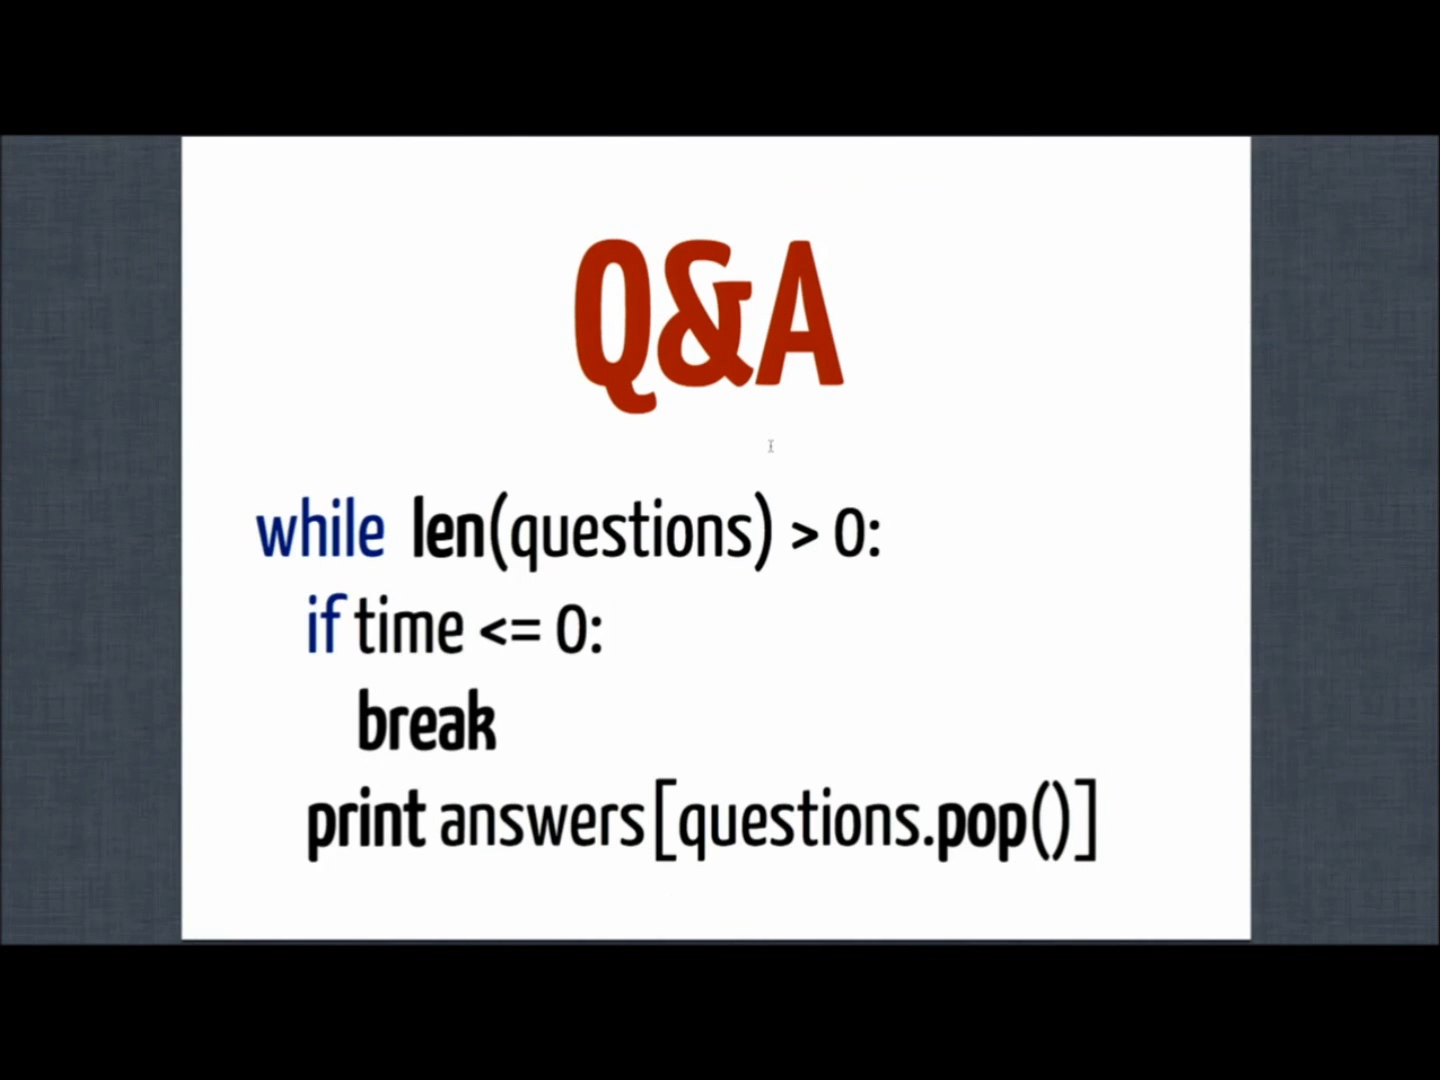 Q&A
while len(questions) > 0:
if time <= 0:
break
print answers[questions.pop()]